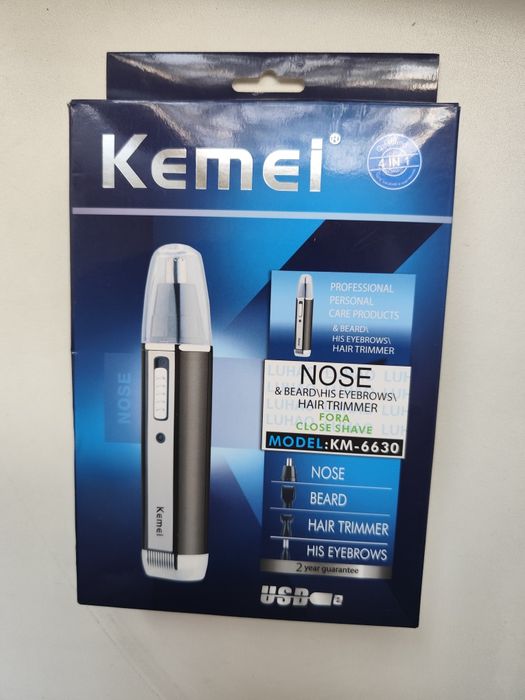 Kemei®
4 IN 1
PROFESSIONAL
PERSONAL
CARE PRODUCTS
& BEARD\
HIS EYEBROWS\
HAIR TRIMMER
NOSE
NOSE
& BEARD\HIS EYEBROWS\
HAIR TRIMMER
FORA
CLOSE SHAVE
MODEL:KM-6630
NOSE
BEARD
HAIR TRIMMER
HIS EYEBROWS
2 year guarantee
Kemei
USB